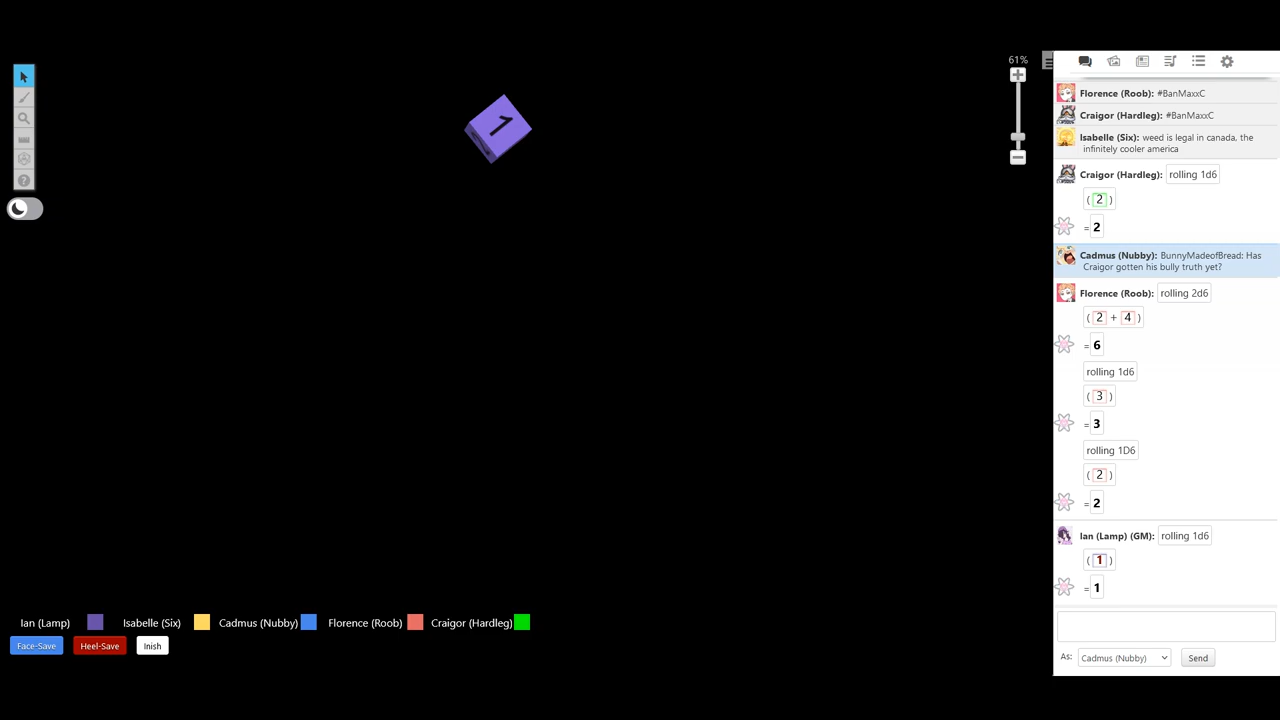 61%
1
Florence (Roob): #BanMaxxC
Craigor (Hardleg): #BanMaxxC
Isabelle (Six): weed is legal in canada, the
infinitely cooler america
Craigor (Hardleg): rolling 1d6
( 2 )
= 2
Cadmus (Nubby): BunnyMadeofBread: Has
Craigor gotten his bully truth yet?
Florence (Roob): rolling 2d6
( 2 + 4 )
= 6
rolling 1d6
( 3 )
= 3
rolling 1D6
( 2 )
= 2
Ian (Lamp) (GM): rolling 1d6
( 1 )
= 1
As: Cadmus (Nubby) Send
Ian (Lamp) Isabelle (Six) Cadmus (Nubby) Florence (Roob) Craigor (Hardleg)
Face-Save Heel-Save Inish